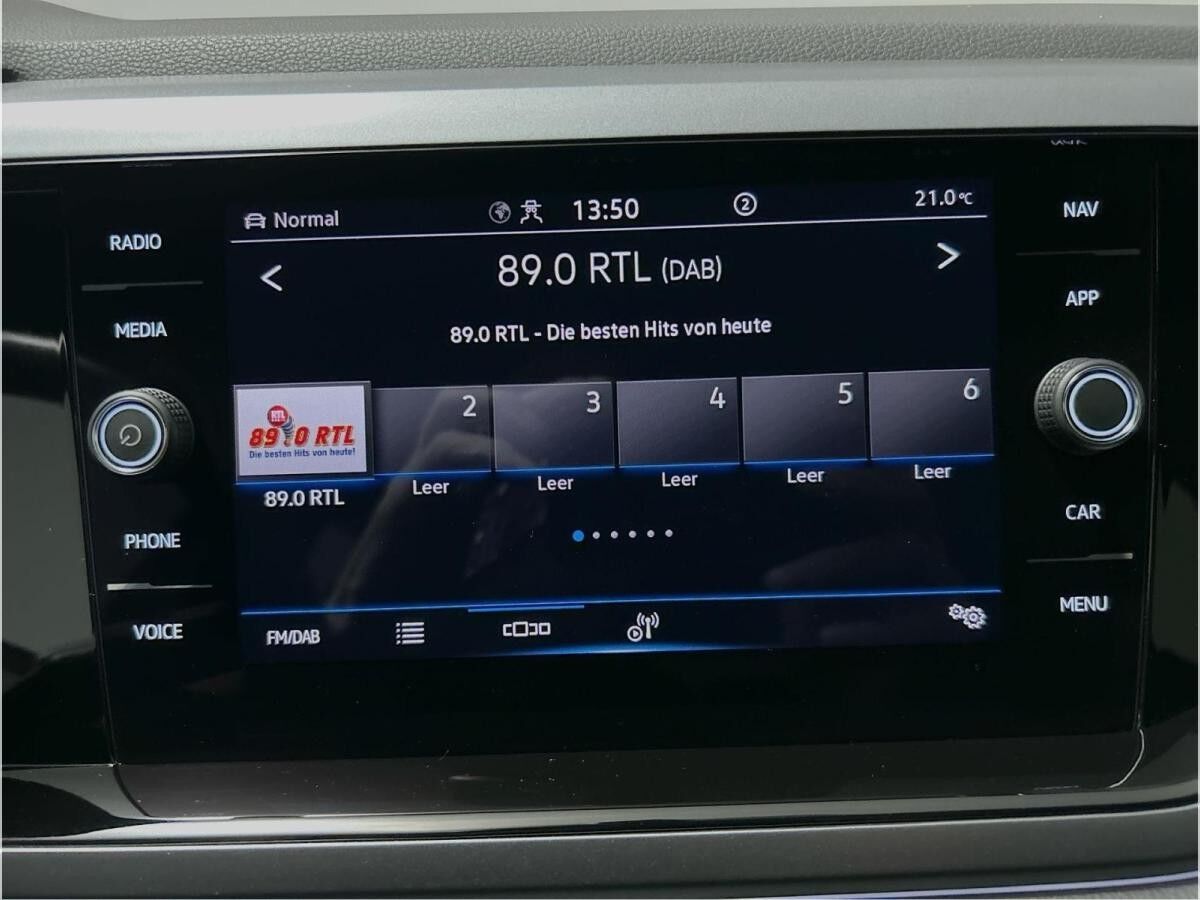 Normal
13:50
2
21.0°C
RADIO
NAV
89.0 RTL (DAB)
MEDIA
APP
89.0 RTL - Die besten Hits von heute
RTL
89.0 RTL
Die besten Hits von heute!
2
3
4
5
6
89.0 RTL
Leer
Leer
Leer
Leer
Leer
PHONE
CAR
VOICE
MENU
FM/DAB